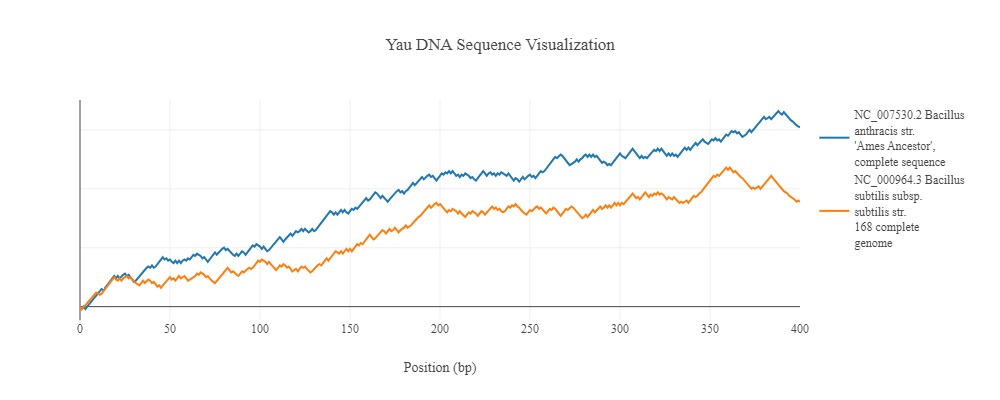 Yau DNA Sequence Visualization
NC_007530.2 Bacillus
anthracis str.
'Ames Ancestor',
complete sequence
NC_000964.3 Bacillus
subtilis subsp.
subtilis str.
168 complete
genome
0 50 100 150 200 250 300 350 400
Position (bp)